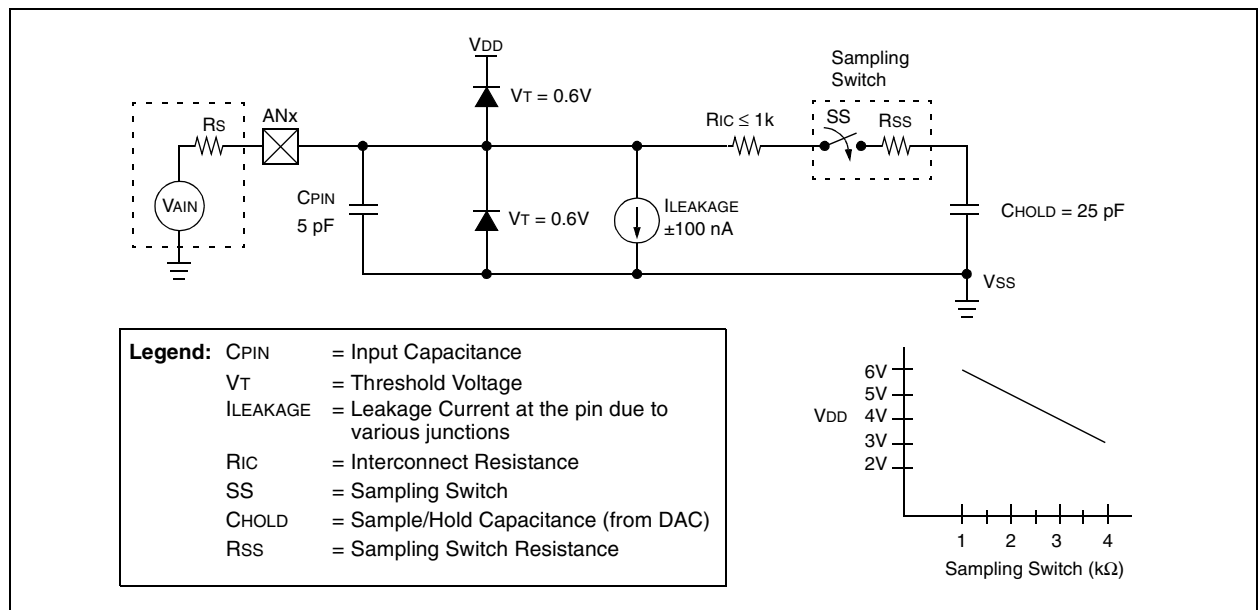 VDD
Sampling
Switch
VT = 0.6V
ANx
RS
RIC ≤ 1k
SS
RSS
VAIN
CPIN
5 pF
VT = 0.6V
ILEAKAGE
±100 nA
CHOLD = 25 pF
VSS
Legend: CPIN = Input Capacitance
VT = Threshold Voltage
ILEAKAGE = Leakage Current at the pin due to
various junctions
RIC = Interconnect Resistance
SS = Sampling Switch
CHOLD = Sample/Hold Capacitance (from DAC)
RSS = Sampling Switch Resistance
6V
5V
VDD
4V
3V
2V
1 2 3 4
Sampling Switch (kΩ)